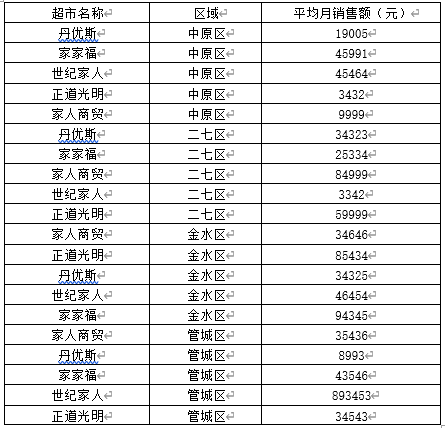 超市名称 区域 平均月销售额（元）
丹优斯 中原区 19005
家家福 中原区 45991
世纪家人 中原区 45464
正道光明 中原区 3432
家人商贸 中原区 9999
丹优斯 二七区 34323
家家福 二七区 25334
家人商贸 二七区 84999
世纪家人 二七区 3342
正道光明 二七区 59999
家人商贸 金水区 34646
正道光明 金水区 85434
丹优斯 金水区 34325
世纪家人 金水区 46454
家家福 金水区 94345
家人商贸 管城区 35436
丹优斯 管城区 8993
家家福 管城区 43546
世纪家人 管城区 893453
正道光明 管城区 34543